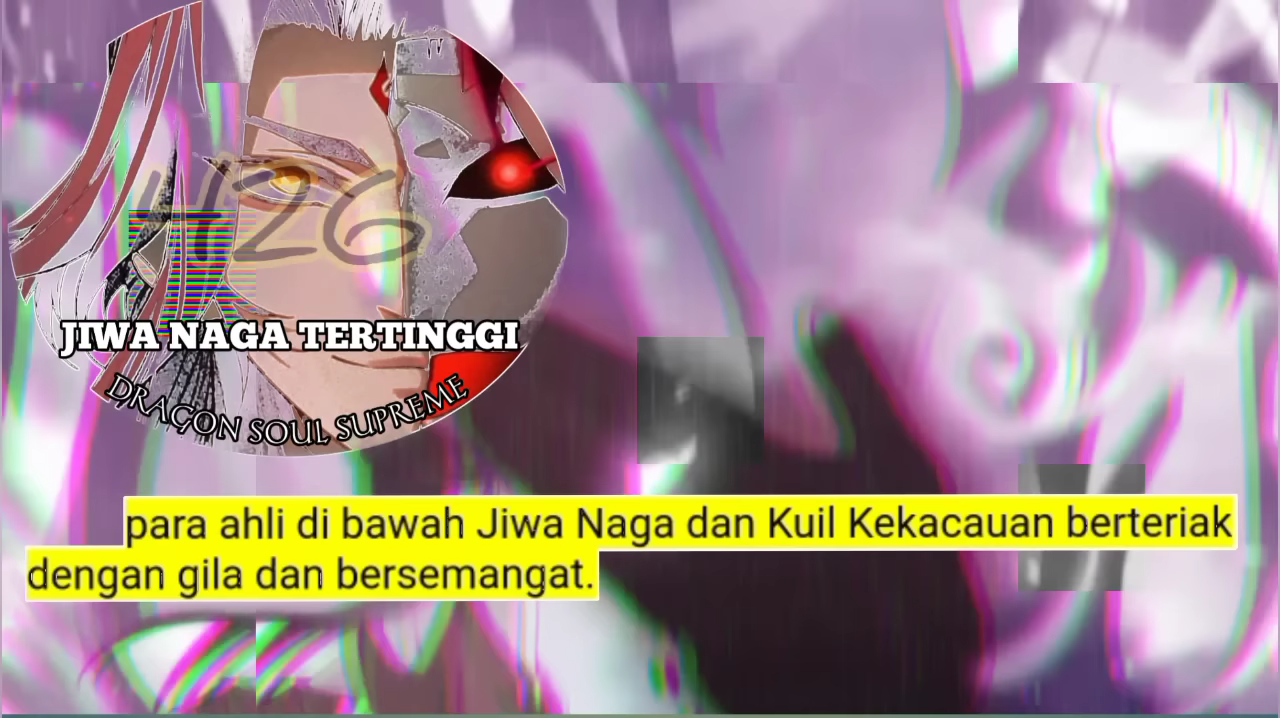 426
JIWA NAGA TERTINGGI
DRAGON SOUL SUPREME
para ahli di bawah Jiwa Naga dan Kuil Kekacauan berteriak
dengan gila dan bersemangat.